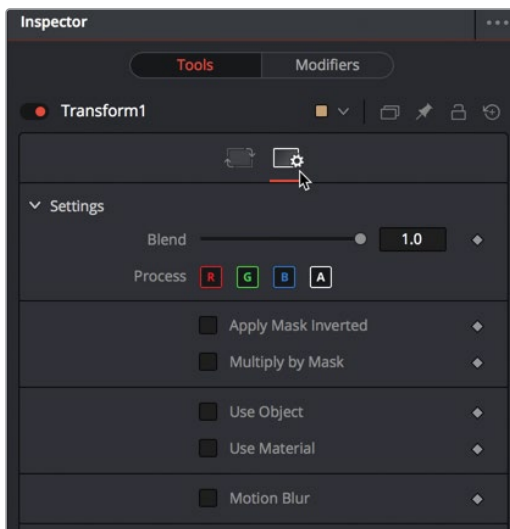 Inspector
Tools Modifiers
Transform1
Settings
Blend 1.0
Process R G B A
Apply Mask Inverted
Multiply by Mask
Use Object
Use Material
Motion Blur